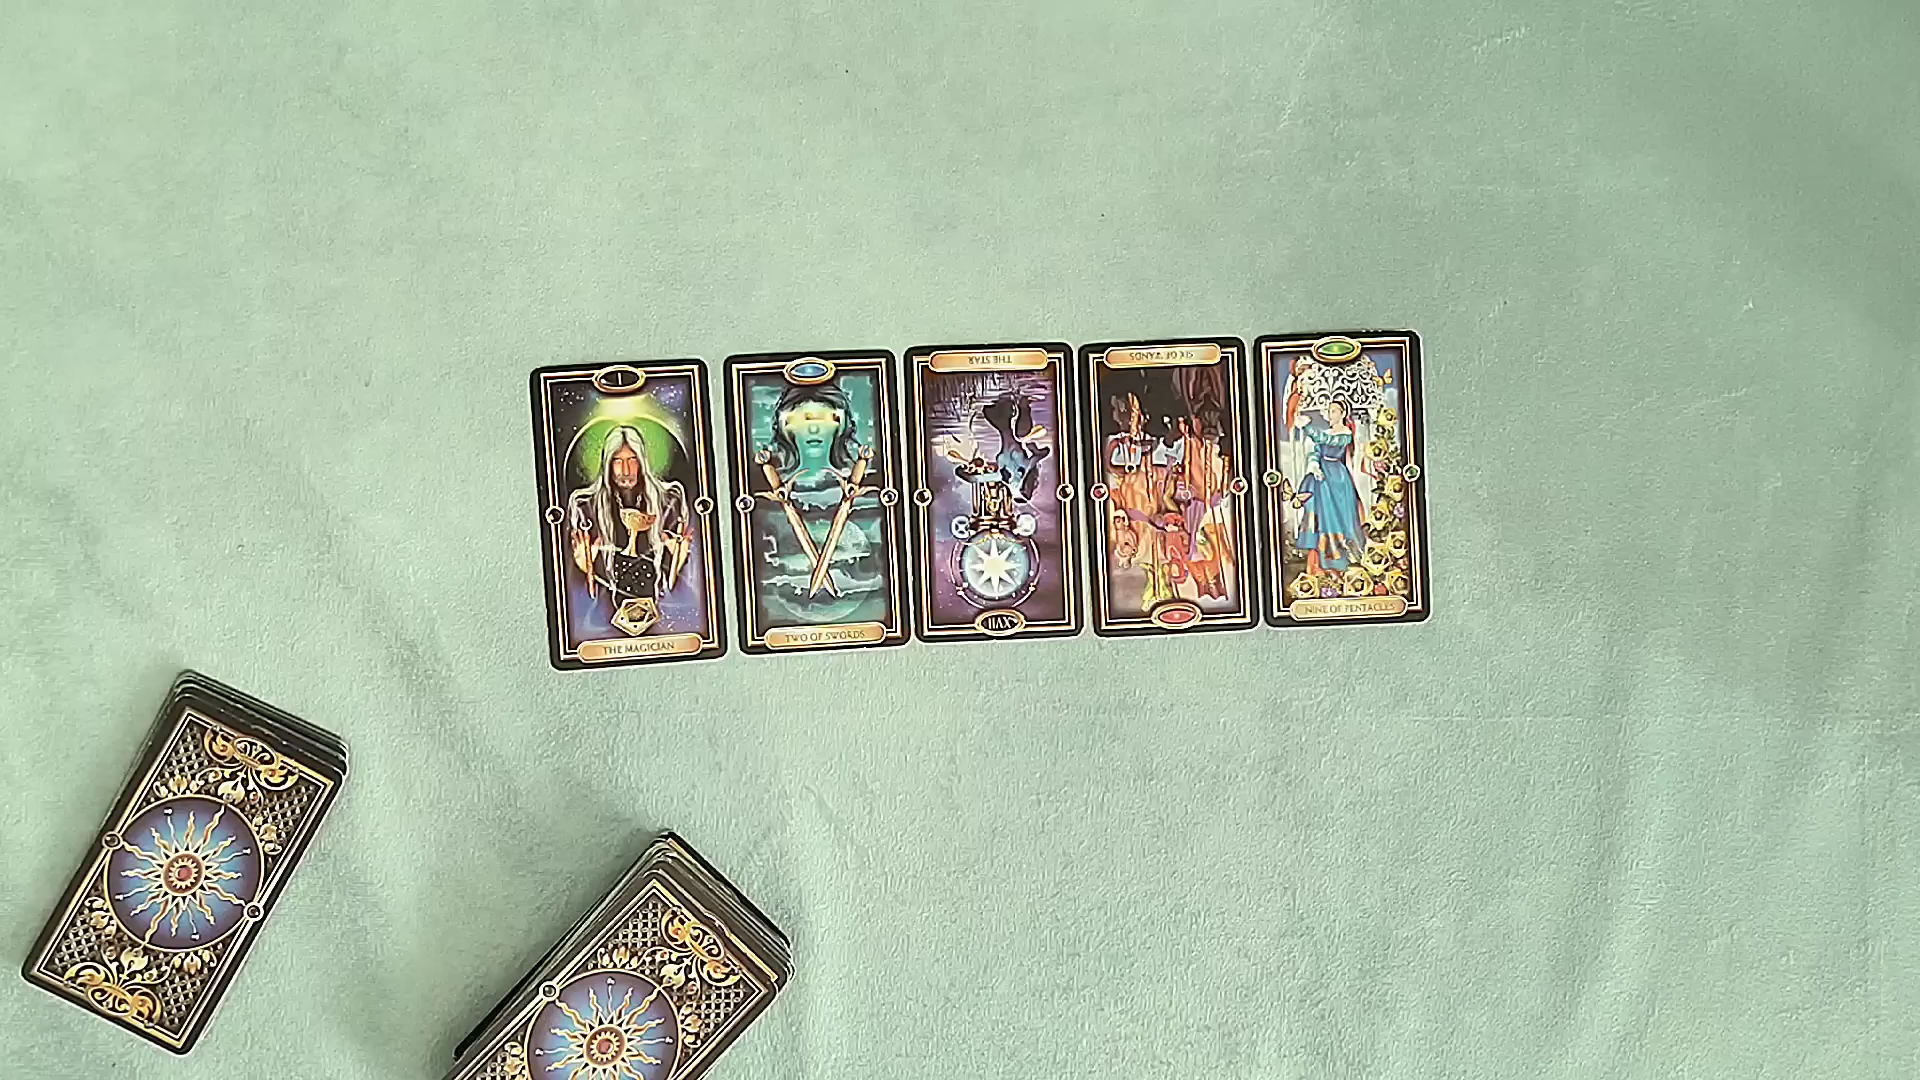 I
THE MAGICIAN
TWO OF SWORDS
THE STAR
XVII
SIX OF WANDS
NINE OF PENTACLES